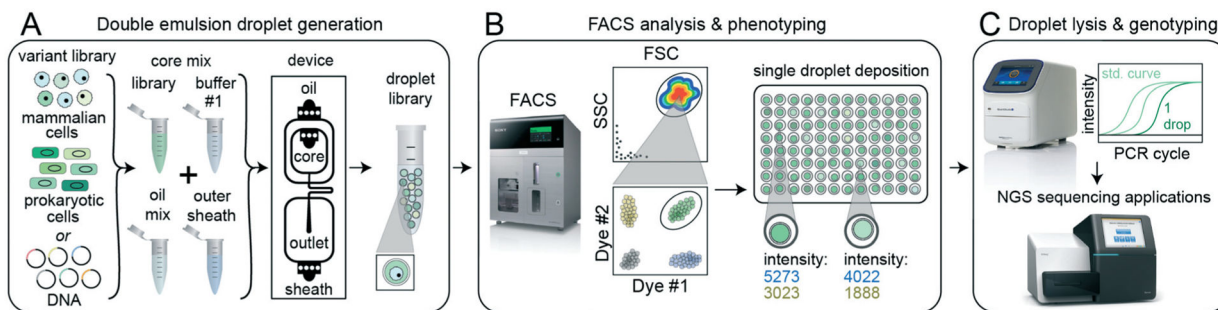 A
Double emulsion droplet generation
variant library
mammalian
cells
prokaryotic
cells
or
DNA
core mix
library
buffer
#1
oil
mix
outer
sheath
+
device
oil
core
outlet
sheath
droplet
library
B
FACS analysis & phenotyping
FACS
FSC
SSC
Dye #2
Dye #1
single droplet deposition
intensity:
5273
3023
intensity:
4022
1888
C
Droplet lysis & genotyping
intensity
std. curve
1
drop
PCR cycle
NGS sequencing applications